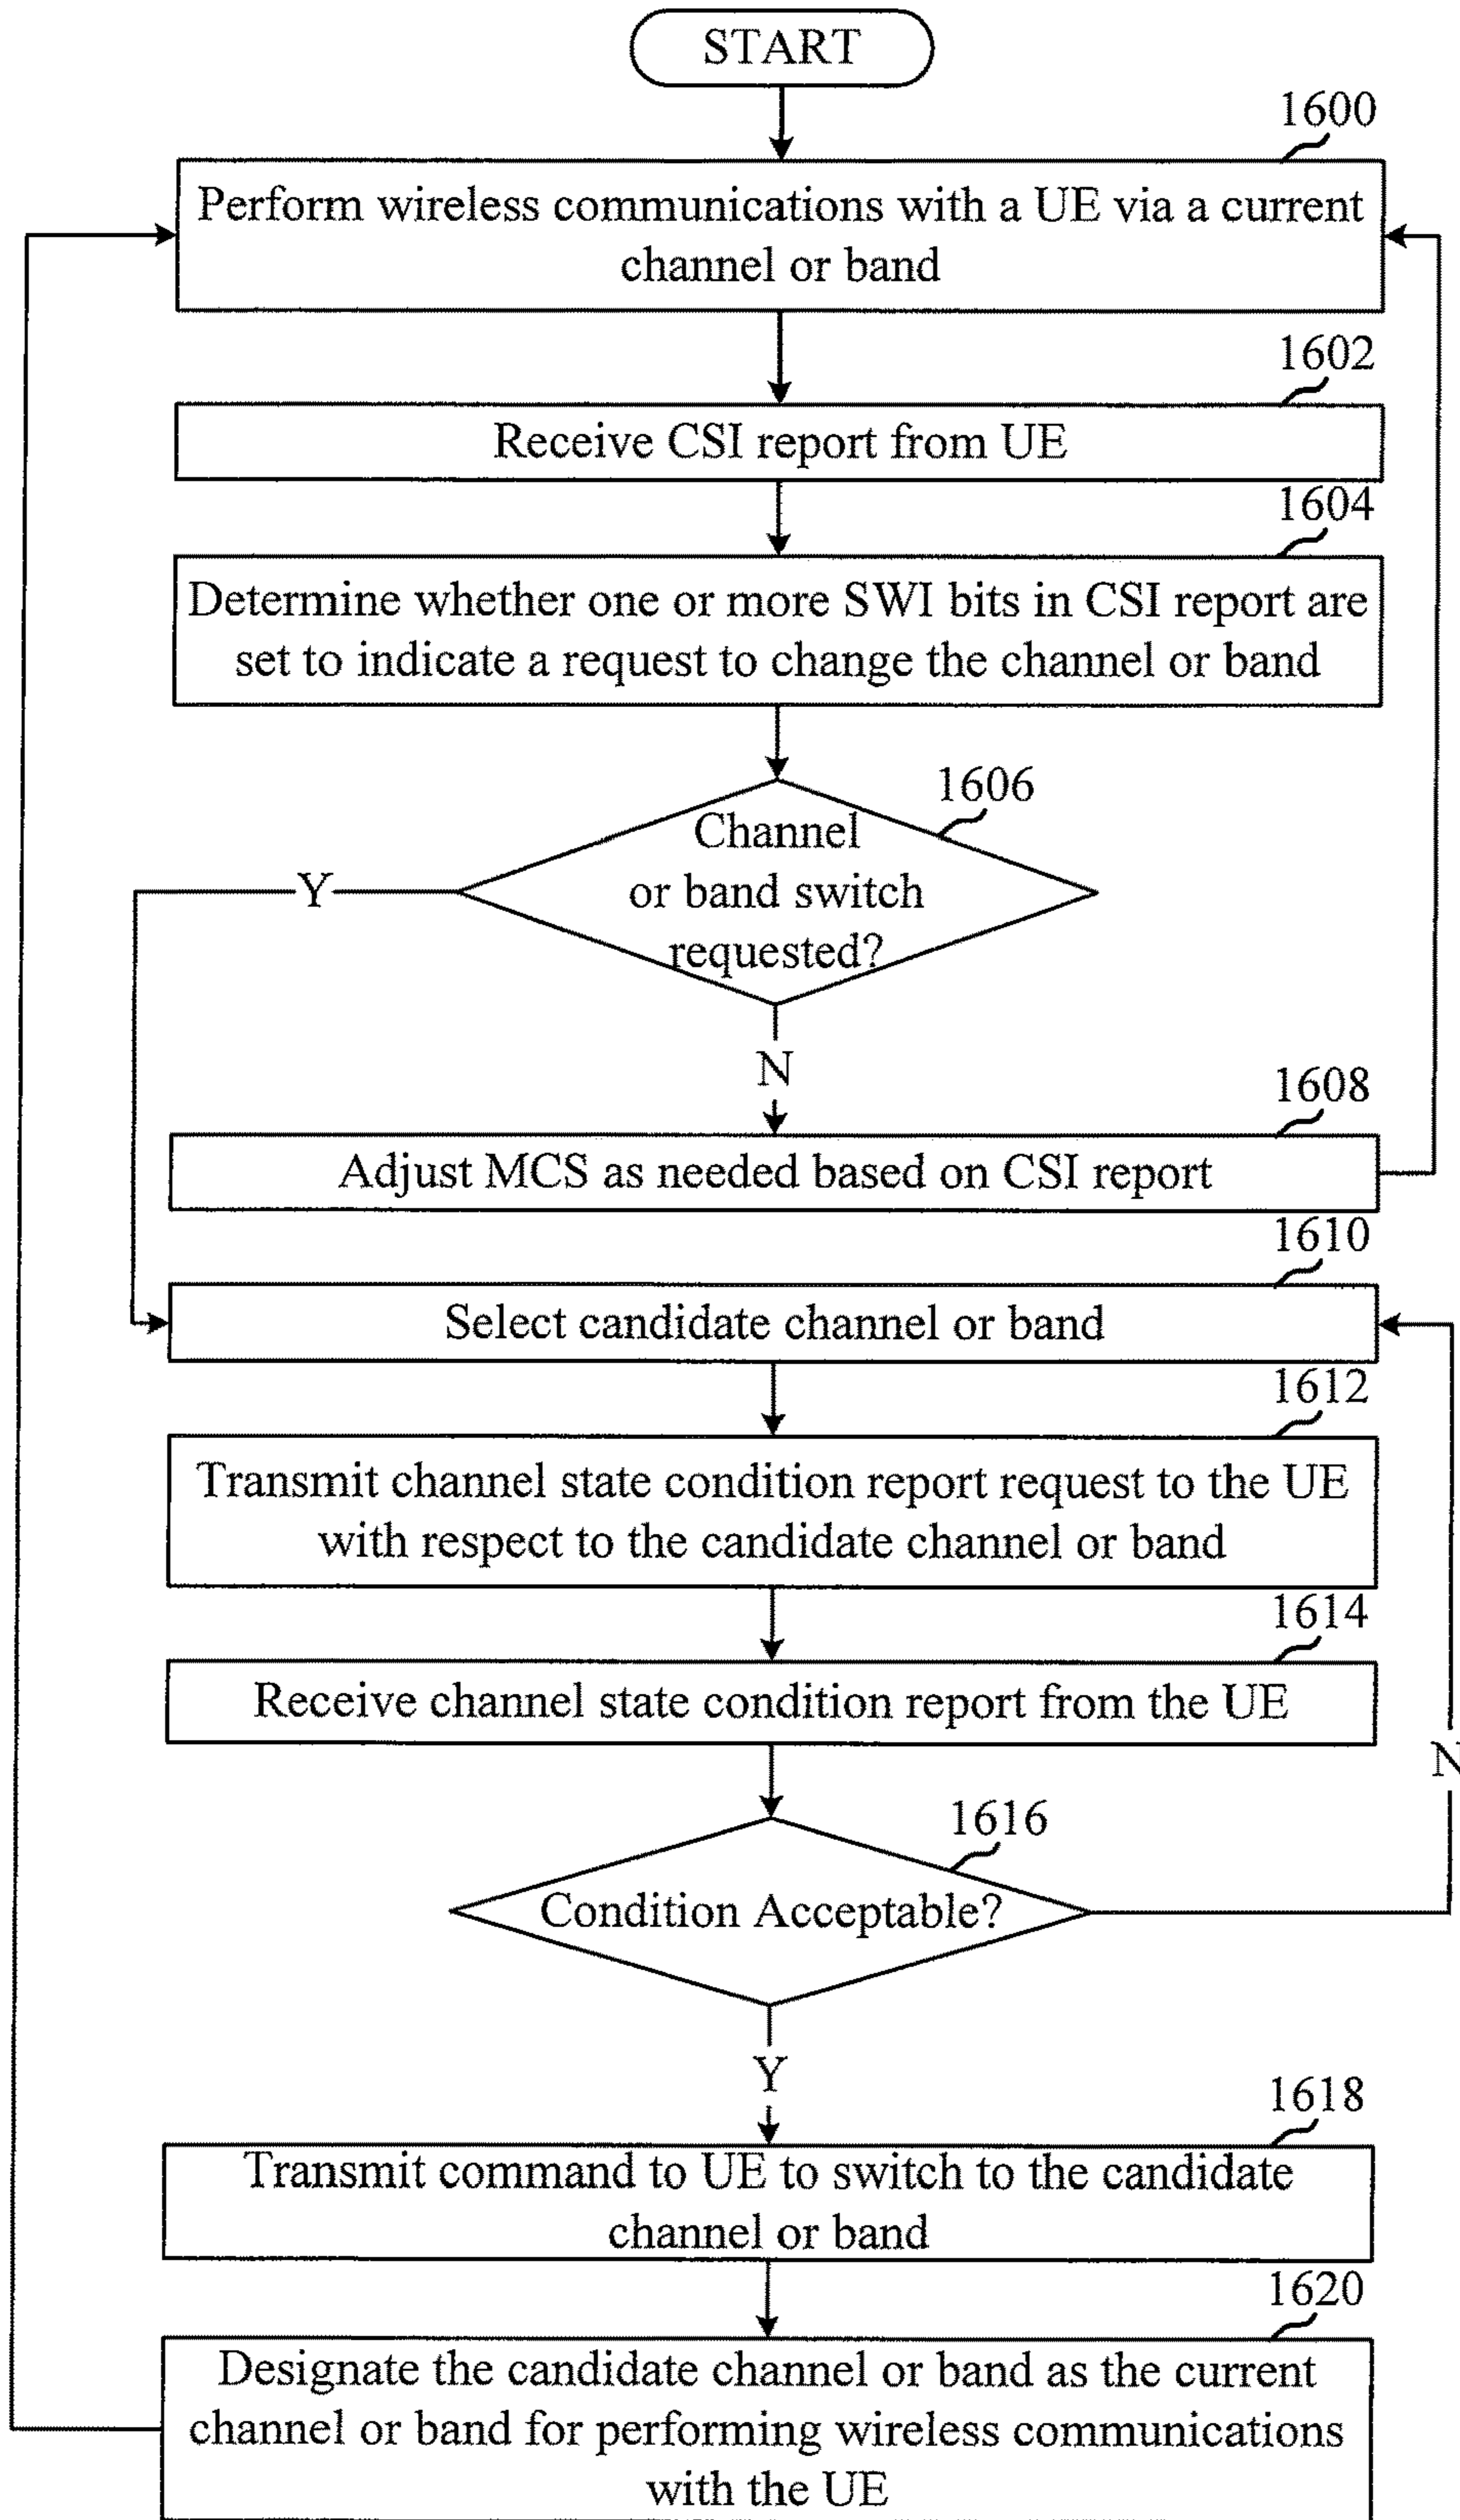 START
1600
Perform wireless communications with a UE via a current
channel or band
1602
Receive CSI report from UE
1604
Determine whether one or more SWI bits in CSI report are
set to indicate a request to change the channel or band
1606
Channel
or band switch
requested?
Y
N
1608
Adjust MCS as needed based on CSI report
1610
Select candidate channel or band
1612
Transmit channel state condition report request to the UE
with respect to the candidate channel or band
1614
Receive channel state condition report from the UE
N
1616
Condition Acceptable?
Y
1618
Transmit command to UE to switch to the candidate
channel or band
1620
Designate the candidate channel or band as the current
channel or band for performing wireless communications
with the UE